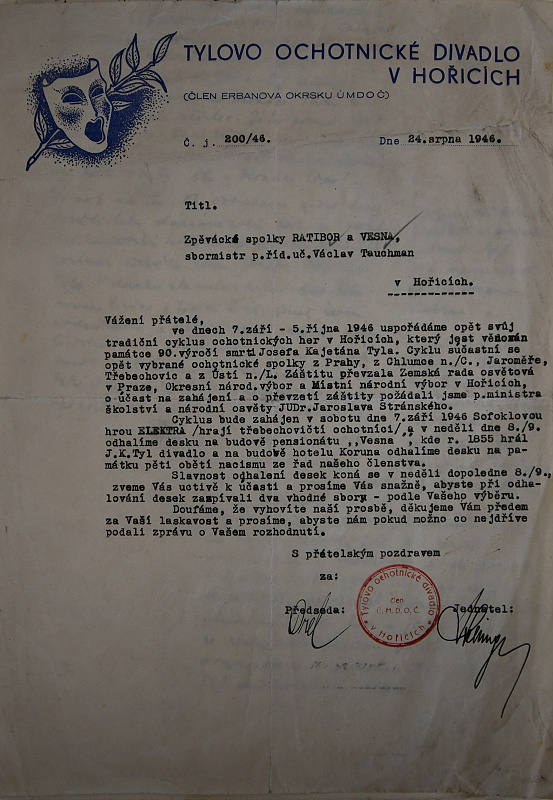 TYLOVO OCHOTNICKÉ DIVADLO
V HOŘICÍCH
(ČLEN ERBANOVA OKRSKU ÚMDOČ)
Č. j. 200/46. Dne 24.srpna 1946.
Titl.
Zpěvácké spolky RATIBOR a VESNA,
sbormistr p.říd.uč.Václav Tauchman
v Hořicích.
Vážení přátelé,
ve dnech 7.září - 5.října 1946 uspořádáme opět svůj
tradiční cyklus ochotnických her v Hořicích, který jest věnován
památce 90.výročí smrti Josefa Kajetána Tyla. Cyklu súčastní se
opět vybrané ochotnické spolky z Prahy, z Chlumce n./C., Jaroměře,
Třebechovic a z Ústí n./L. Záštitu převzala Zemská rada osvětová
v Praze, Okresní národ.výbor a Místní národní výbor v Hořicích,
o účast na zahájení a o převzetí záštity požádali jsme p.ministra
školství a národní osvěty JUDr.Jaroslava Stránského.
Cyklus bude zahájen v sobotu dne 7.září 1946 Sofoklovou
hrou ELEKTRA /hrají třebechovičtí ochotníci/ a v neděli dne 8./9.
odhalíme desku na budově pensionátu ,,Vesna", kde r. 1855 hrál
J.K.Tyl divadlo a na budově hotelu Koruna odhalíme desku na pa-
mátku pěti obětí nacismu ze řad našeho členstva.
Slavnost odhalení desek koná se v neděli dopoledne 8./9.,
zveme Vás uctivě k účasti a prosíme Vás snažně, abyste při odha-
lování desek zazpívali dva vhodné sbory - podle Vašeho výběru.
Doufáme, že vyhovíte naší prosbě, děkujeme Vám předem
za Vaší laskavost a prosíme, abyste nám pokud možno co nejdříve
podali zprávu o Vašem rozhodnutí.
S přátelským pozdravem
za:
Předseda: Jednatel:
Tylovo ochotnické divadlo
člen
Ú.M.D.O.Č.
v Hořicích